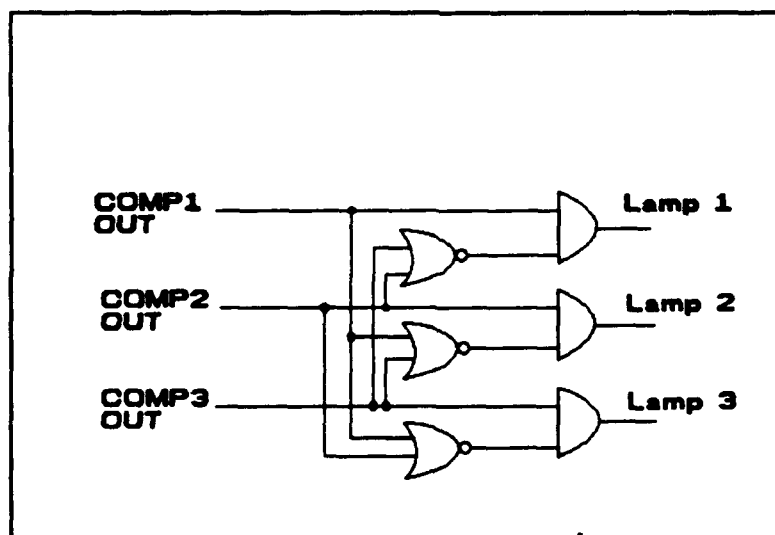 COMP1
OUT
Lamp 1
COMP2
OUT
Lamp 2
COMP3
OUT
Lamp 3